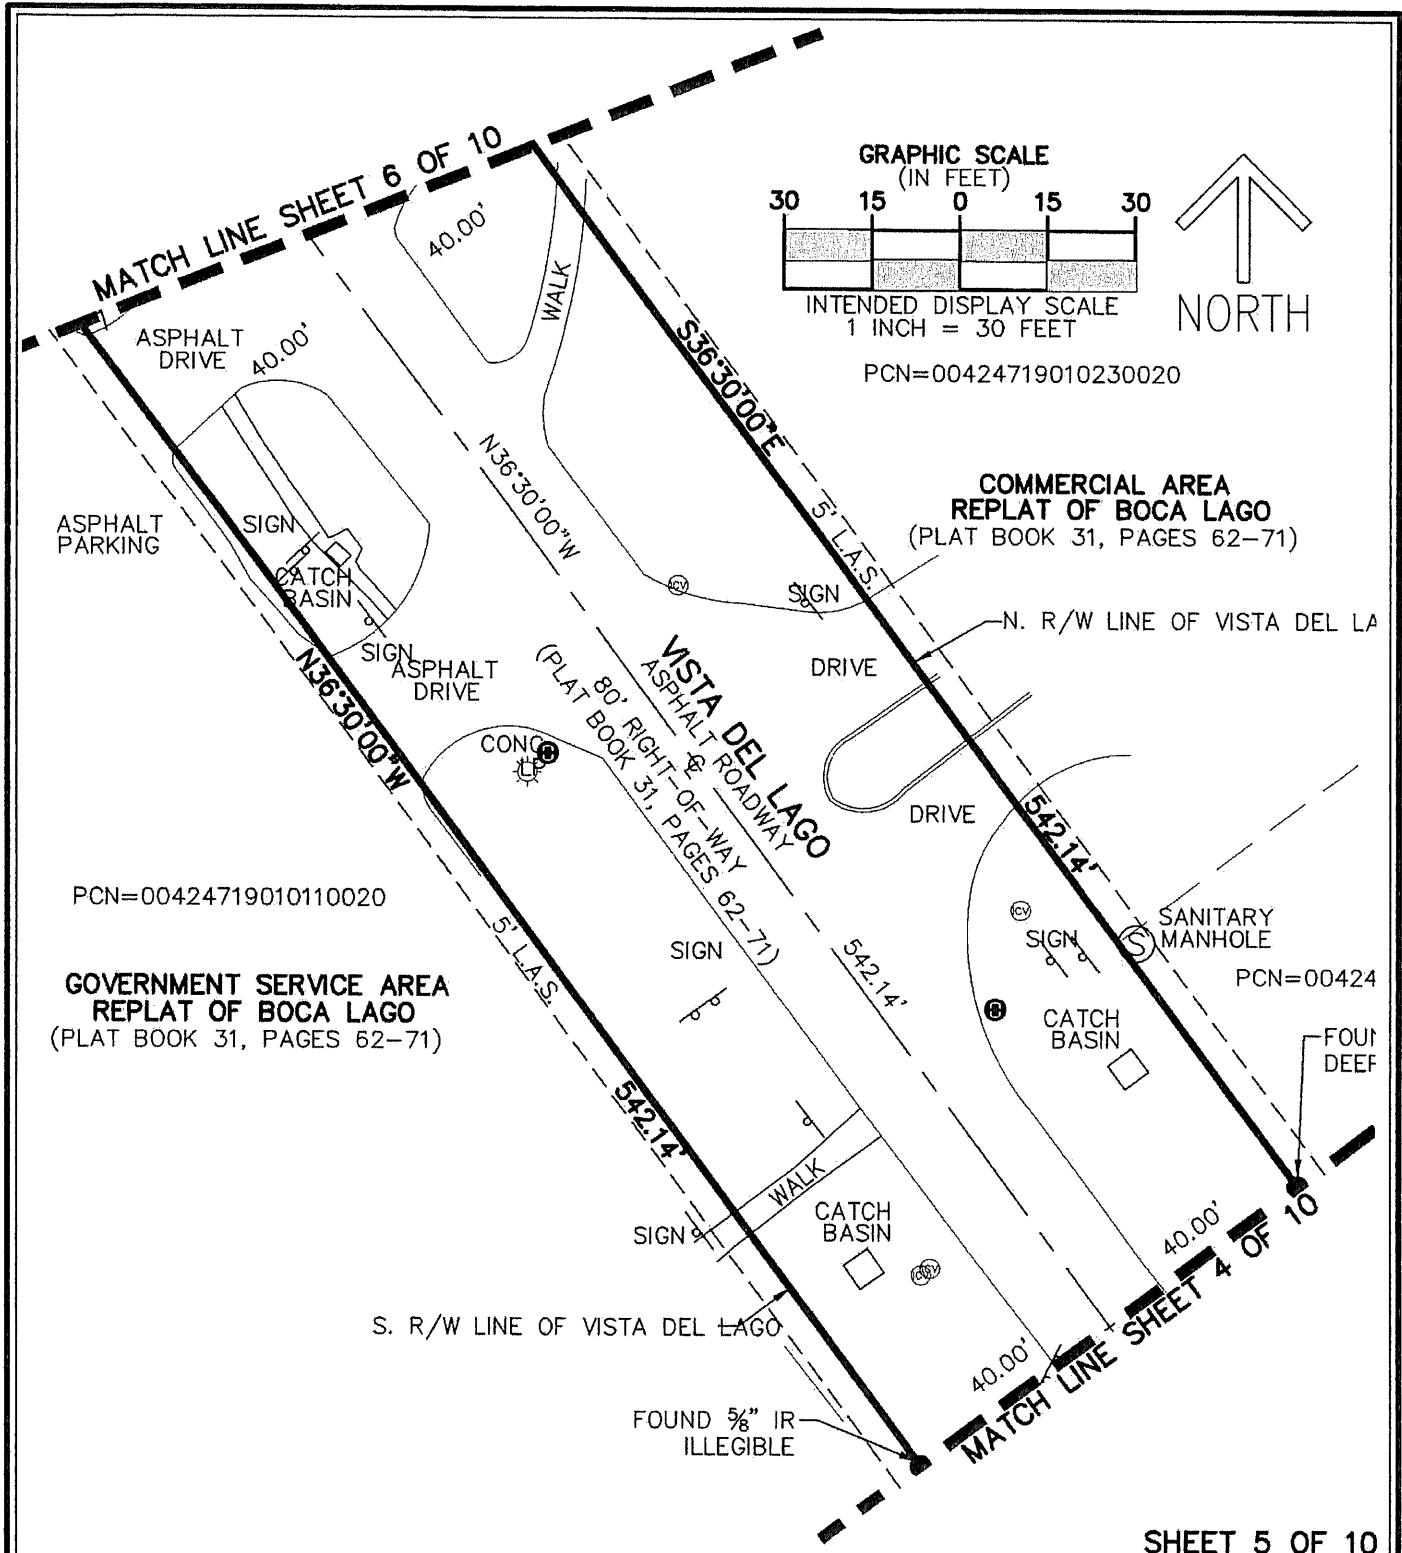 MATCH LINE SHEET 6 OF 10
GRAPHIC SCALE
(IN FEET)
30 15 0 15 30
INTENDED DISPLAY SCALE
1 INCH = 30 FEET
NORTH
PCN=00424719010230020
40.00'
WALK
ASPHALT
DRIVE
40.00'
S36°30'00"E
N36°30'00"W
COMMERCIAL AREA
REPLAT OF BOCA LAGO
(PLAT BOOK 31, PAGES 62-71)
ASPHALT
PARKING
SIGN
CATCH
BASIN
5' L.A.S.
ICV
SIGN
N. R/W LINE OF VISTA DEL LA
SIGN
ASPHALT
DRIVE
N36°30'00"W
DRIVE
VISTA DEL LAGO
ASPHALT ROADWAY
℄
80' RIGHT-OF-WAY
(PLAT BOOK 31, PAGES 62-71)
CONC
LP
DRIVE
542.14'
PCN=00424719010110020
5' L.A.S.
GOVERNMENT SERVICE AREA
REPLAT OF BOCA LAGO
(PLAT BOOK 31, PAGES 62-71)
SIGN
542.14'
ICV
SIGN
S
SANITARY
MANHOLE
PCN=00424
CATCH
BASIN
FOUN
DEER
542.14'
WALK
SIGN
CATCH
BASIN
ICV
ICV
40.00'
S. R/W LINE OF VISTA DEL LAGO
40.00'
MATCH LINE SHEET 4 OF 10
FOUND 5/8" IR
ILLEGIBLE
SHEET 5 OF 10